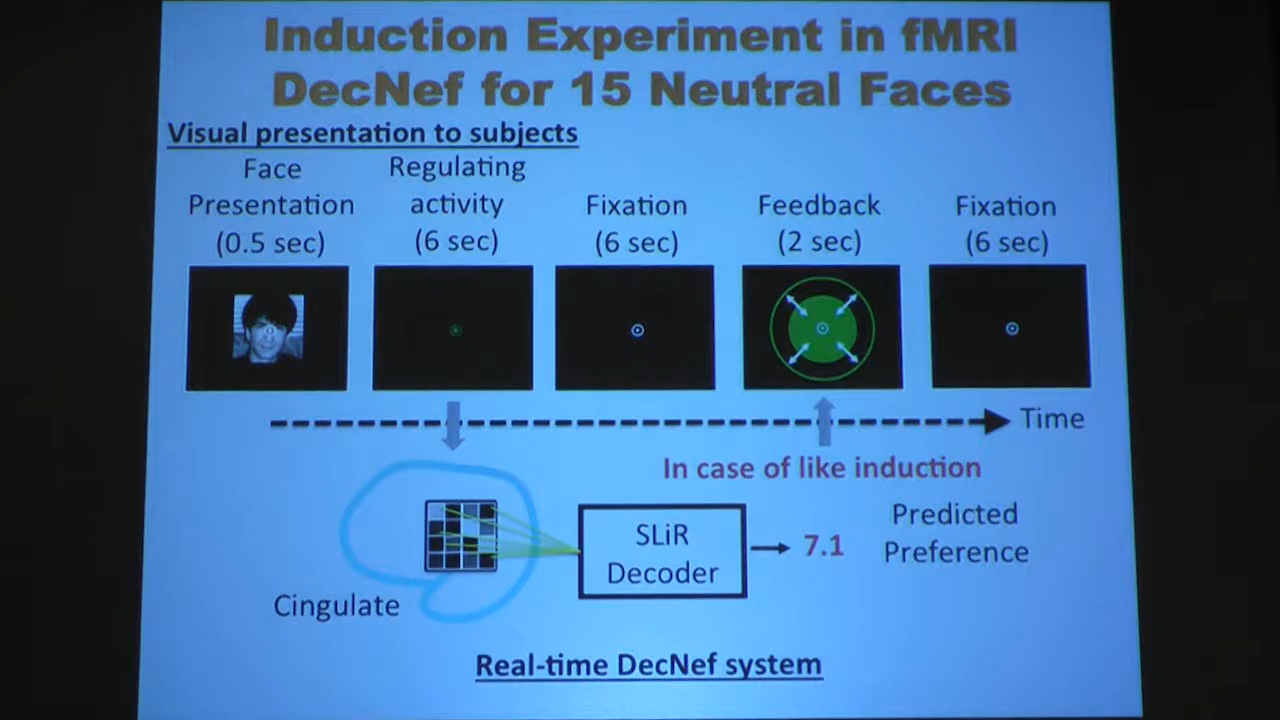 Induction Experiment in fMRI
DecNef for 15 Neutral Faces
Visual presentation to subjects
Face
Presentation
(0.5 sec)
Regulating
activity
(6 sec)
Fixation
(6 sec)
Feedback
(2 sec)
Fixation
(6 sec)
Time
In case of like induction
SLiR
Decoder
7.1
Predicted
Preference
Cingulate
Real-time DecNef system